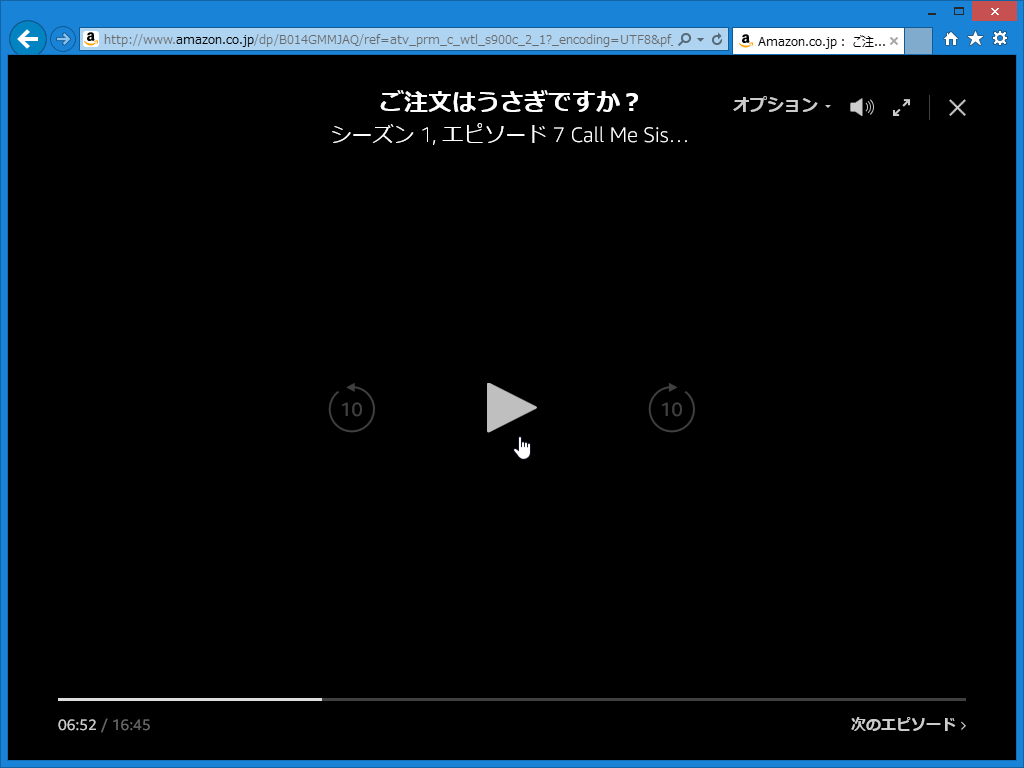 http://www.amazon.co.jp/dp/B014GMMJAQ/ref=atv_prm_c_wtl_s900c_2_1?_encoding=UTF8&pf_
Amazon.co.jp： ご注...
ご注文はうさぎですか？
シーズン 1, エピソード 7 Call Me Sis...
オプション
10
10
06:52 / 16:45
次のエピソード ›